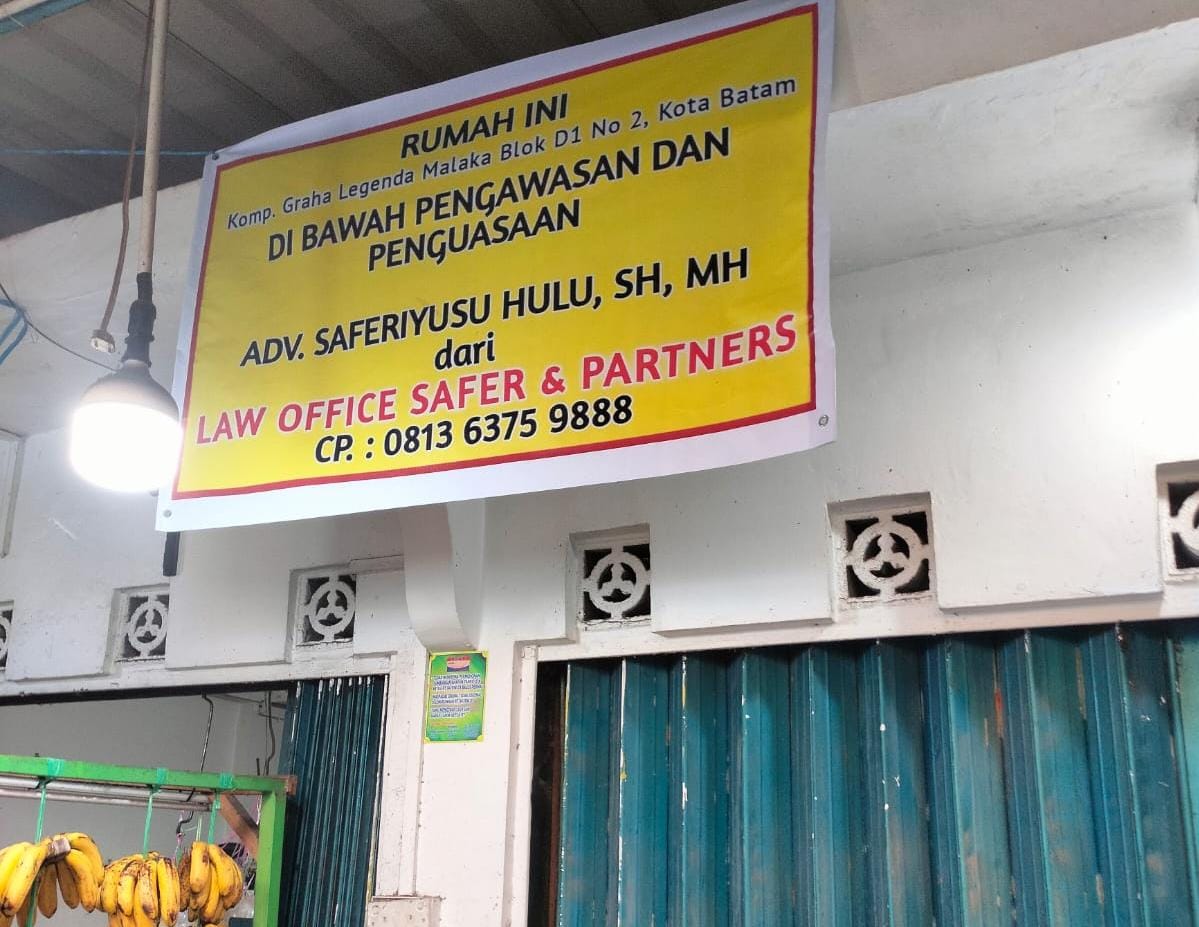 RUMAH INI
Komp. Graha Legenda Malaka Blok D1 No 2, Kota Batam
DI BAWAH PENGAWASAN DAN
PENGUASAAN
ADV. SAFERIYUSU HULU, SH, MH
dari
LAW OFFICE SAFER & PARTNERS
CP. : 0813 6375 9888